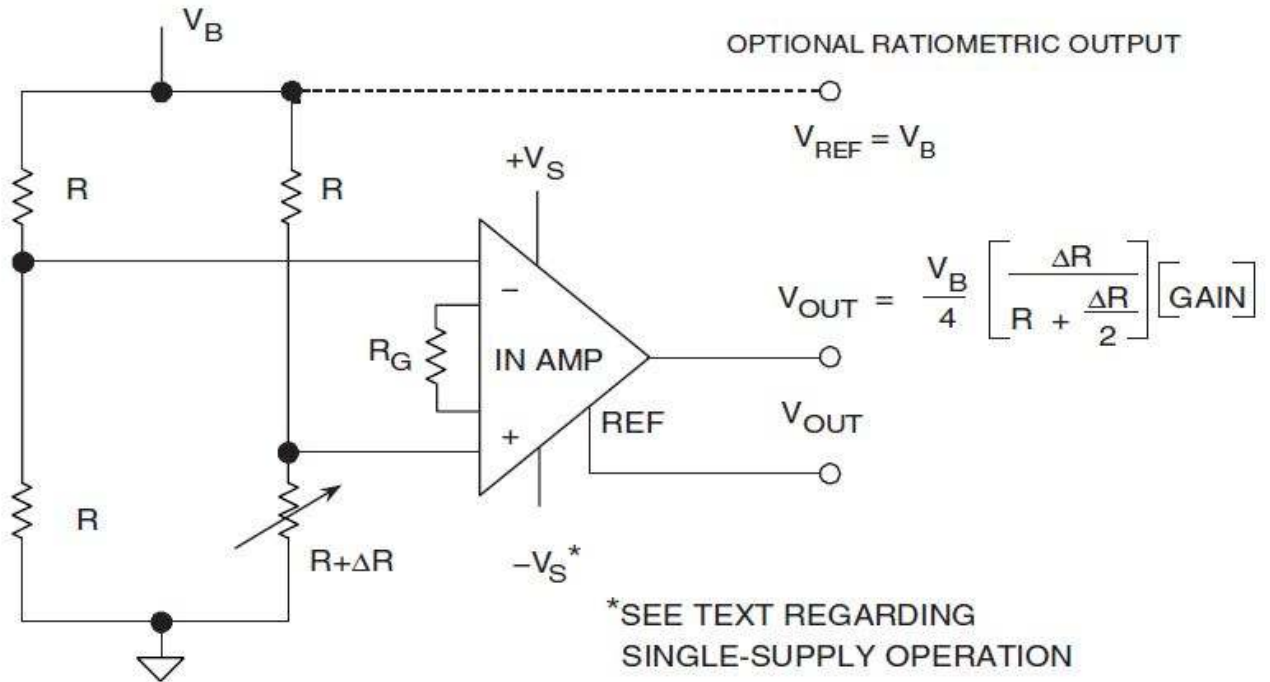 V_B
OPTIONAL RATIOMETRIC OUTPUT
V_REF = V_B
+V_S
R
R
−
R_G
IN AMP
+
REF
V_OUT = V_B/4 [ΔR / (R + ΔR/2)] [GAIN]
V_OUT
R
R+ΔR
−V_S*
*SEE TEXT REGARDING
SINGLE-SUPPLY OPERATION